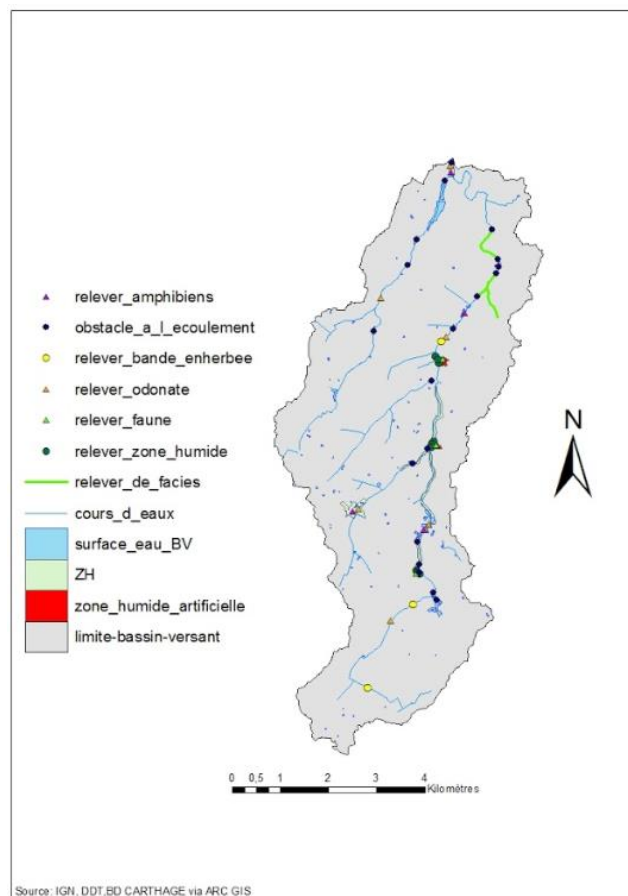 relever_amphibiens
obstacle_a_l_ecoulement
relever_bande_enherbee
relever_odonate
relever_faune
relever_zone_humide
relever_de_facies
cours_d_eaux
surface_eau_BV
ZH
zone_humide_artificielle
limite-bassin-versant
N
0 0,5 1 2 3 4
Kilomètres
Source: IGN, DDT,BD CARTHAGE via ARC GIS